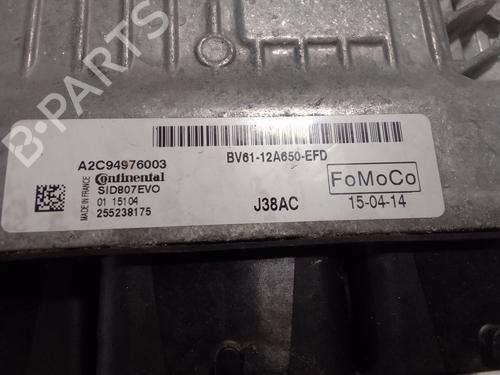 B-PARTS
A2C94976003
Continental
SID807EVO
01 15104
255238175
MADE IN FRANCE
BV61-12A650-EFD
J38AC
FoMoCo
15-04-14